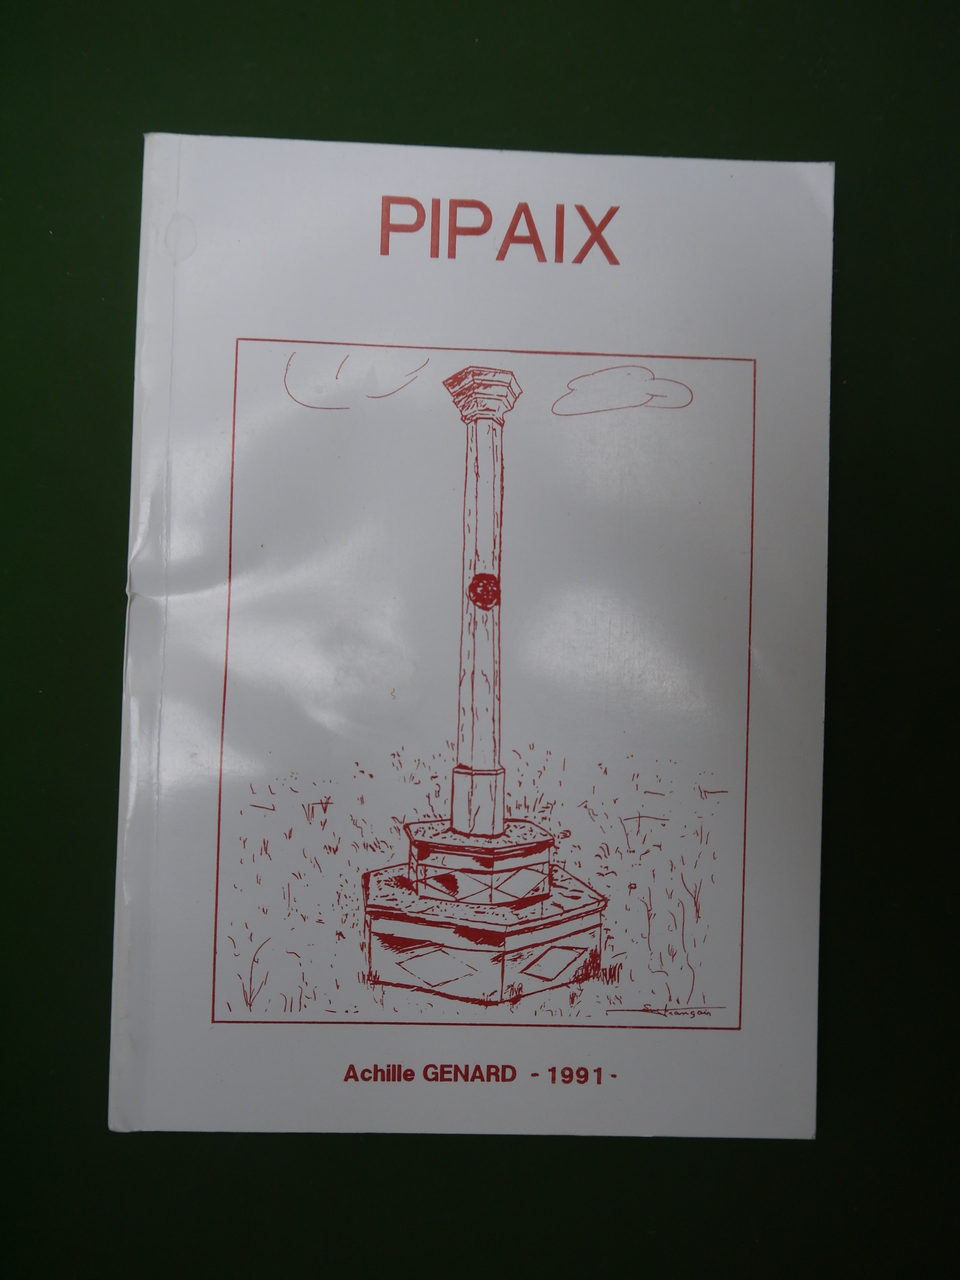 PIPAIX
Achille GENARD - 1991 -